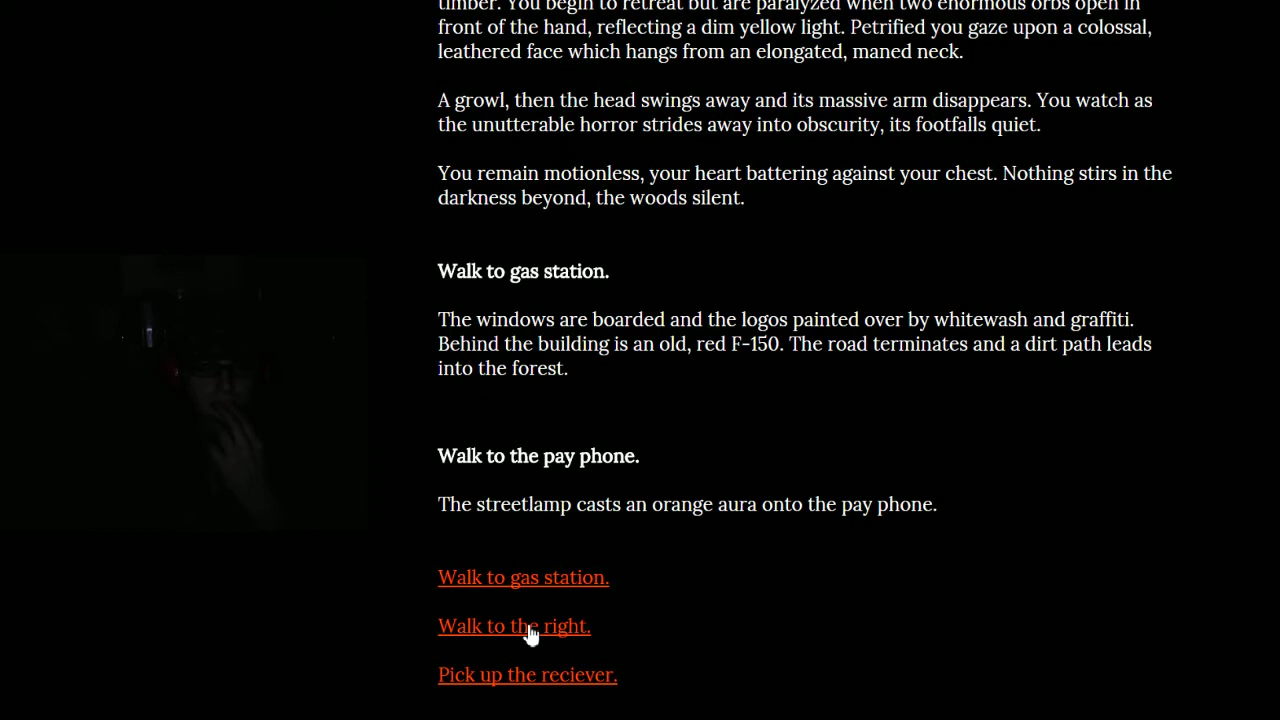 timber. You begin to retreat but are paralyzed when two enormous orbs open in
front of the hand, reflecting a dim yellow light. Petrified you gaze upon a colossal,
leathered face which hangs from an elongated, maned neck.
A growl, then the head swings away and its massive arm disappears. You watch as
the unutterable horror strides away into obscurity, its footfalls quiet.
You remain motionless, your heart battering against your chest. Nothing stirs in the
darkness beyond, the woods silent.
Walk to gas station.
The windows are boarded and the logos painted over by whitewash and graffiti.
Behind the building is an old, red F-150. The road terminates and a dirt path leads
into the forest.
Walk to the pay phone.
The streetlamp casts an orange aura onto the pay phone.
Walk to gas station.
Walk to the right.
Pick up the reciever.